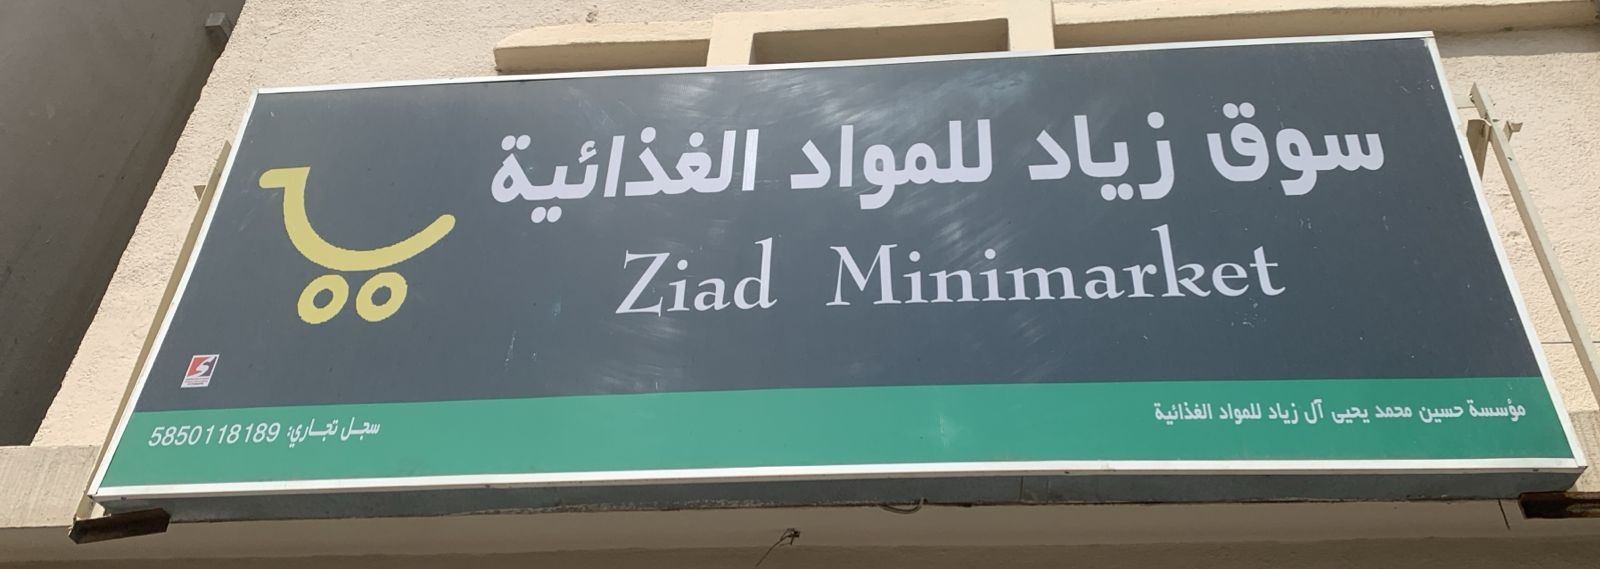 سوق زياد للمواد الغذائية
Ziad Minimarket
مؤسسة حسين محمد يحيى آل زياد للمواد الغذائية
سجل تجاري: 5850118189